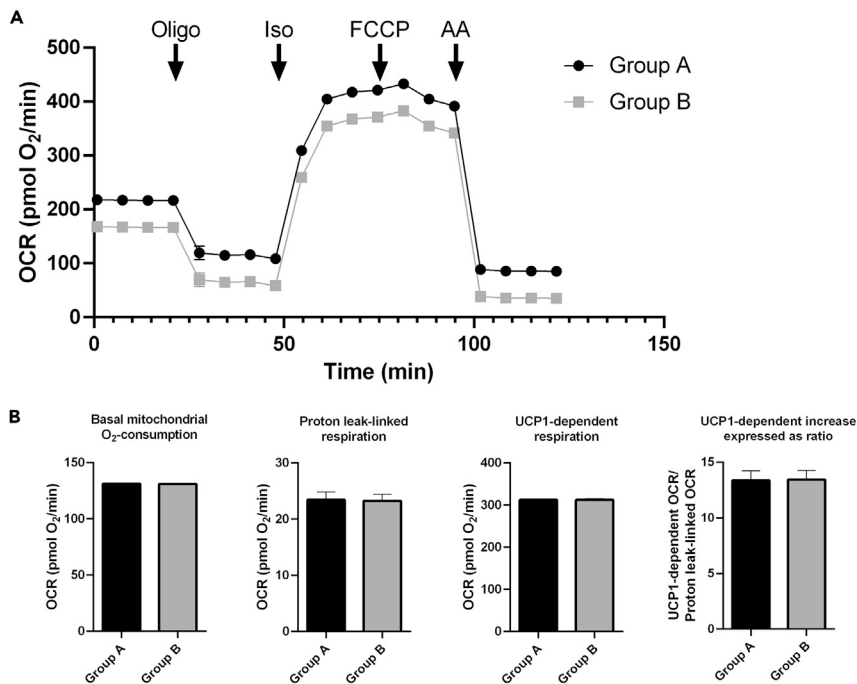 A
Oligo Iso FCCP AA
Group A
Group B
OCR (pmol O₂/min)
500
400
300
200
100
0
0 50 100 150
Time (min)
B
Basal mitochondrial
O₂-consumption
OCR (pmol O₂/min)
150
100
50
0
Group A
Group B
Proton leak-linked
respiration
OCR (pmol O₂/min)
30
20
10
0
Group A
Group B
UCP1-dependent
respiration
OCR (pmol O₂/min)
400
300
200
100
0
Group A
Group B
UCP1-dependent increase
expressed as ratio
UCP1-dependent OCR/
Proton leak-linked OCR
15
10
5
0
Group A
Group B